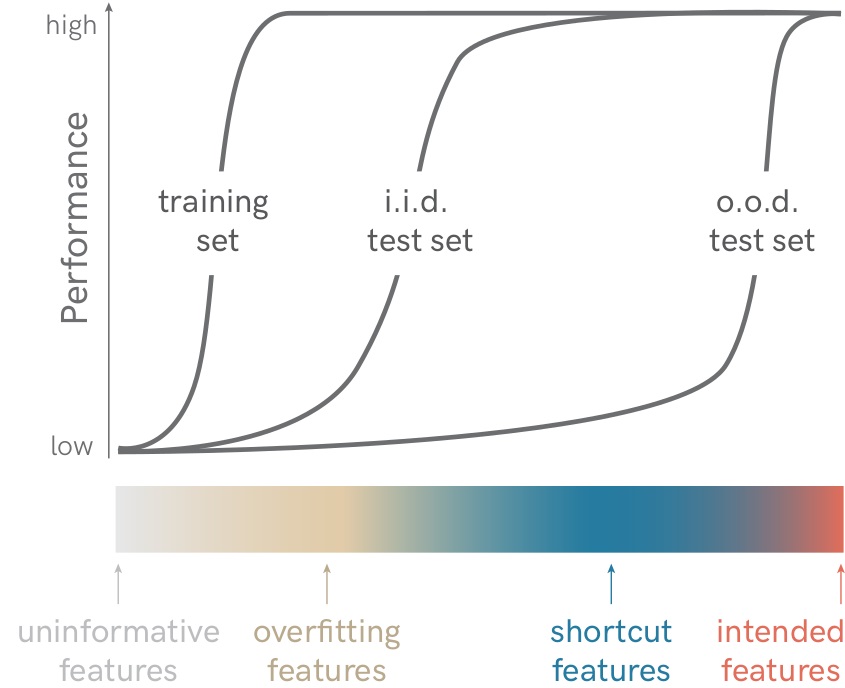 high
Performance
low
training
set
i.i.d.
test set
o.o.d.
test set
uninformative
features
overfitting
features
shortcut
features
intended
features